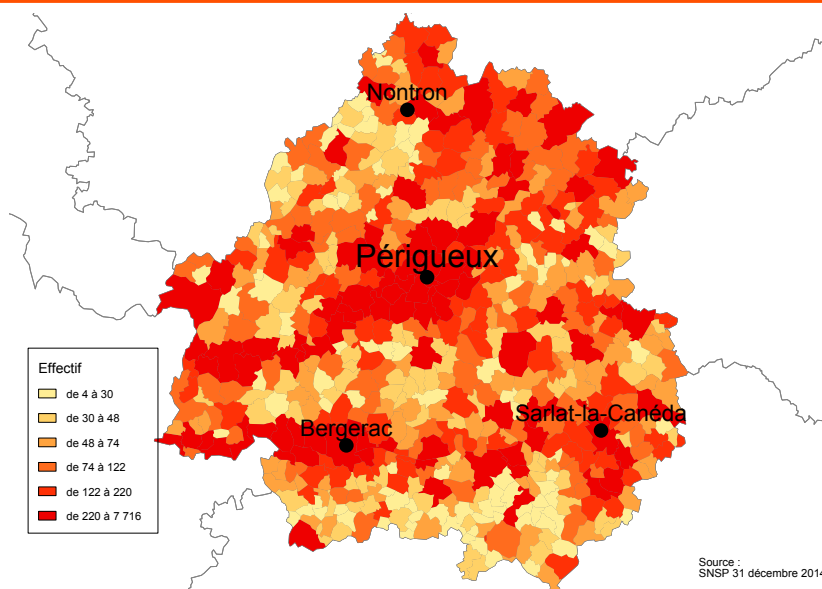 Nontron
Périgueux
Effectif
de 4 à 30
de 30 à 48
de 48 à 74
de 74 à 122
de 122 à 220
de 220 à 7 716
Bergerac
Sarlat-la-Canéda
Source :
SNSP 31 décembre 2014